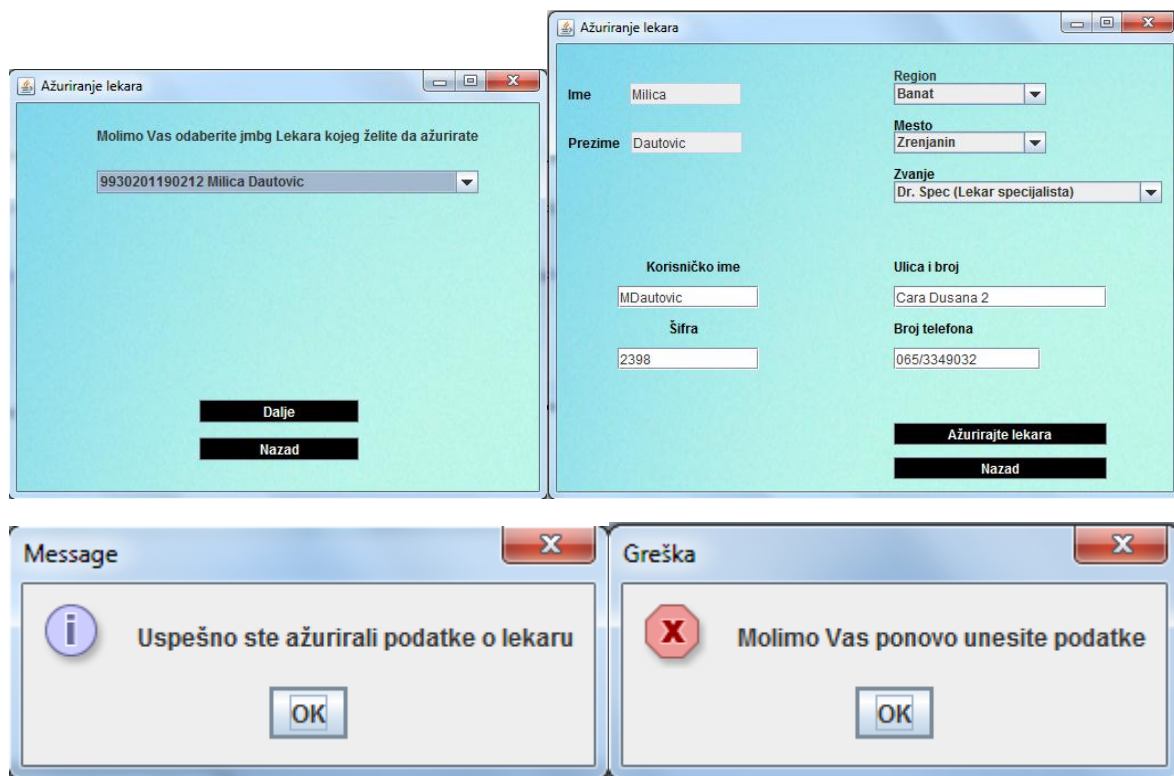 Ažuriranje lekara
Molimo Vas odaberite jmbg Lekara kojeg želite da ažurirate
9930201190212 Milica Dautovic
Dalje
Nazad
Ažuriranje lekara
Ime
Milica
Prezime
Dautovic
Region
Banat
Mesto
Zrenjanin
Zvanje
Dr. Spec (Lekar specijalista)
Korisničko ime
MDautovic
Šifra
2398
Ulica i broj
Cara Dusana 2
Broj telefona
065/3349032
Ažurirajte lekara
Nazad
Message
Uspešno ste ažurirali podatke o lekaru
OK
Greška
Molimo Vas ponovo unesite podatke
OK